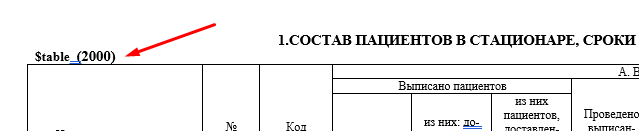 1.СОСТАВ ПАЦИЕНТОВ В СТАЦИОНАРЕ, СРОКИ
$table_(2000)
А. В
Выписано пациентов
№
Код
из них: до-
из них
пациентов,
доставлен-
Проведено
выписан-